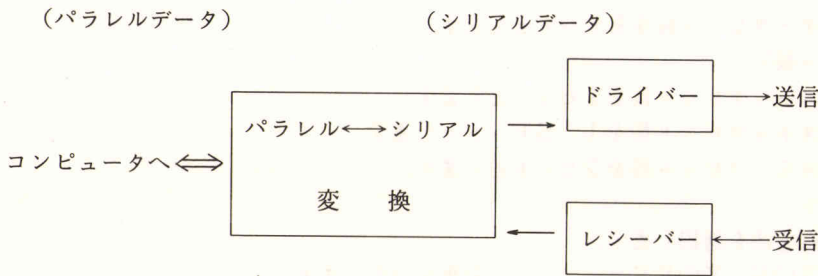 (パラレルデータ)
(シリアルデータ)
ドライバー
送信
パラレル⟷シリアル
コンピュータへ
変 換
レシーバー
受信